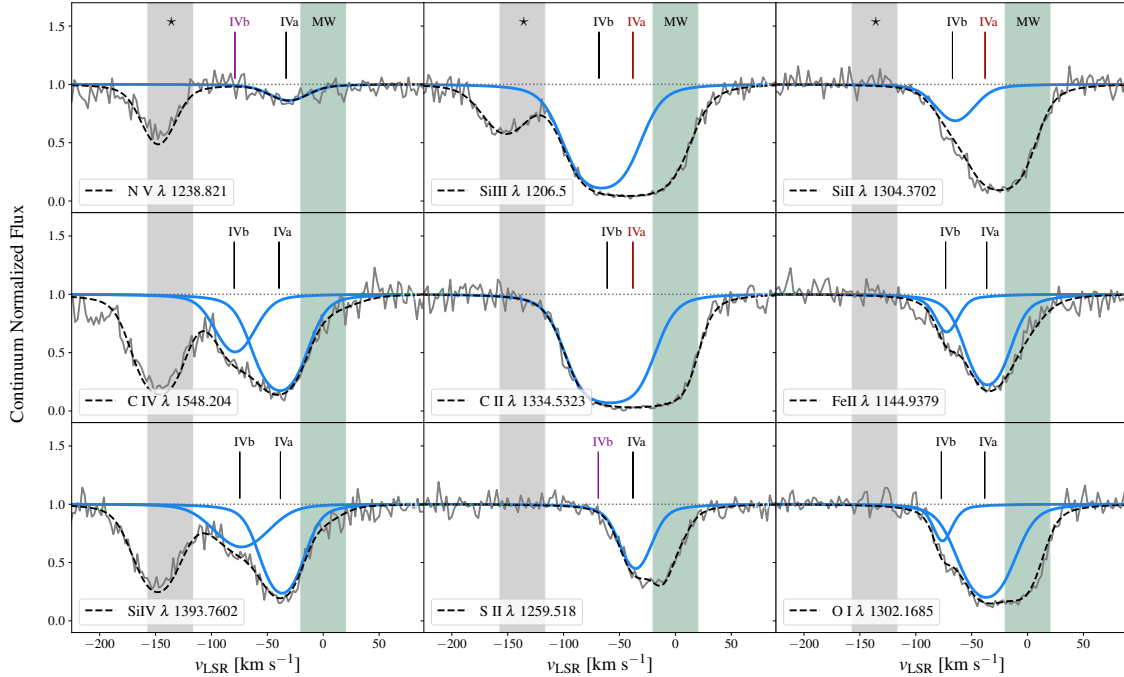 ★ IVb IVa MW
★ IVb IVa MW
★ IVb IVa MW
1.5
1.0
0.5
0.0
N V λ 1238.821
SiIII λ 1206.5
SiII λ 1304.3702
IVb IVa
IVb IVa
IVb IVa
1.5
1.0
0.5
0.0
C IV λ 1548.204
C II λ 1334.5323
FeII λ 1144.9379
Continuum Normalized Flux
IVb IVa
IVb IVa
IVb IVa
1.5
1.0
0.5
0.0
SiIV λ 1393.7602
S II λ 1259.518
O I λ 1302.1685
−200 −150 −100 −50 0 50
−200 −150 −100 −50 0 50
−200 −150 −100 −50 0 50
vLSR [km s⁻¹]
vLSR [km s⁻¹]
vLSR [km s⁻¹]